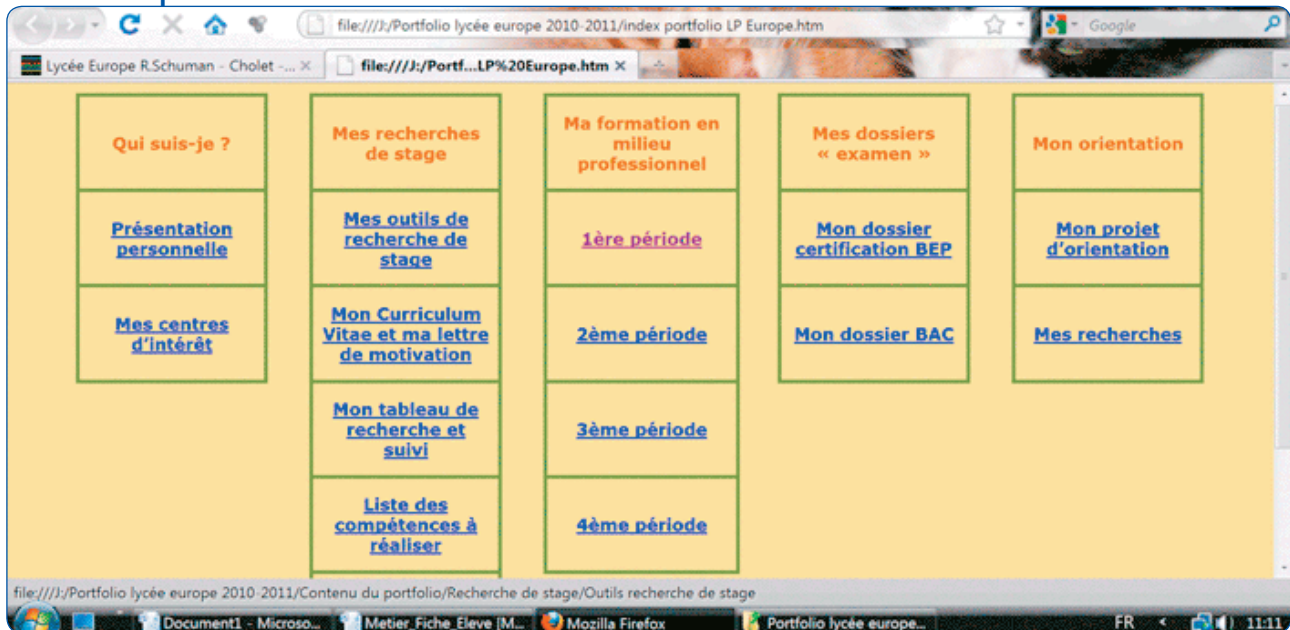 file:///J:/Portfolio lycée europe 2010-2011/index portfolio LP Europe.htm
Google
Lycée Europe R.Schuman - Cholet -...
file:///J:/Portf...LP%20Europe.htm
Qui suis-je ?
Présentation
personnelle
Mes centres
d'intérêt
Mes recherches
de stage
Mes outils de
recherche de
stage
Mon Curriculum
Vitae et ma lettre
de motivation
Mon tableau de
recherche et
suivi
Liste des
compétences à
réaliser
Ma formation en
milieu
professionnel
1ère période
2ème période
3ème période
4ème période
Mes dossiers
« examen »
Mon dossier
certification BEP
Mon dossier BAC
Mon orientation
Mon projet
d'orientation
Mes recherches
file:///J:/Portfolio lycée europe 2010-2011/Contenu du portfolio/Recherche de stage/Outils recherche de stage
Document1 - Microso...
Metier_Fiche_Eleve [M...
Mozilla Firefox
Portfolio lycée europe...
FR
11:11